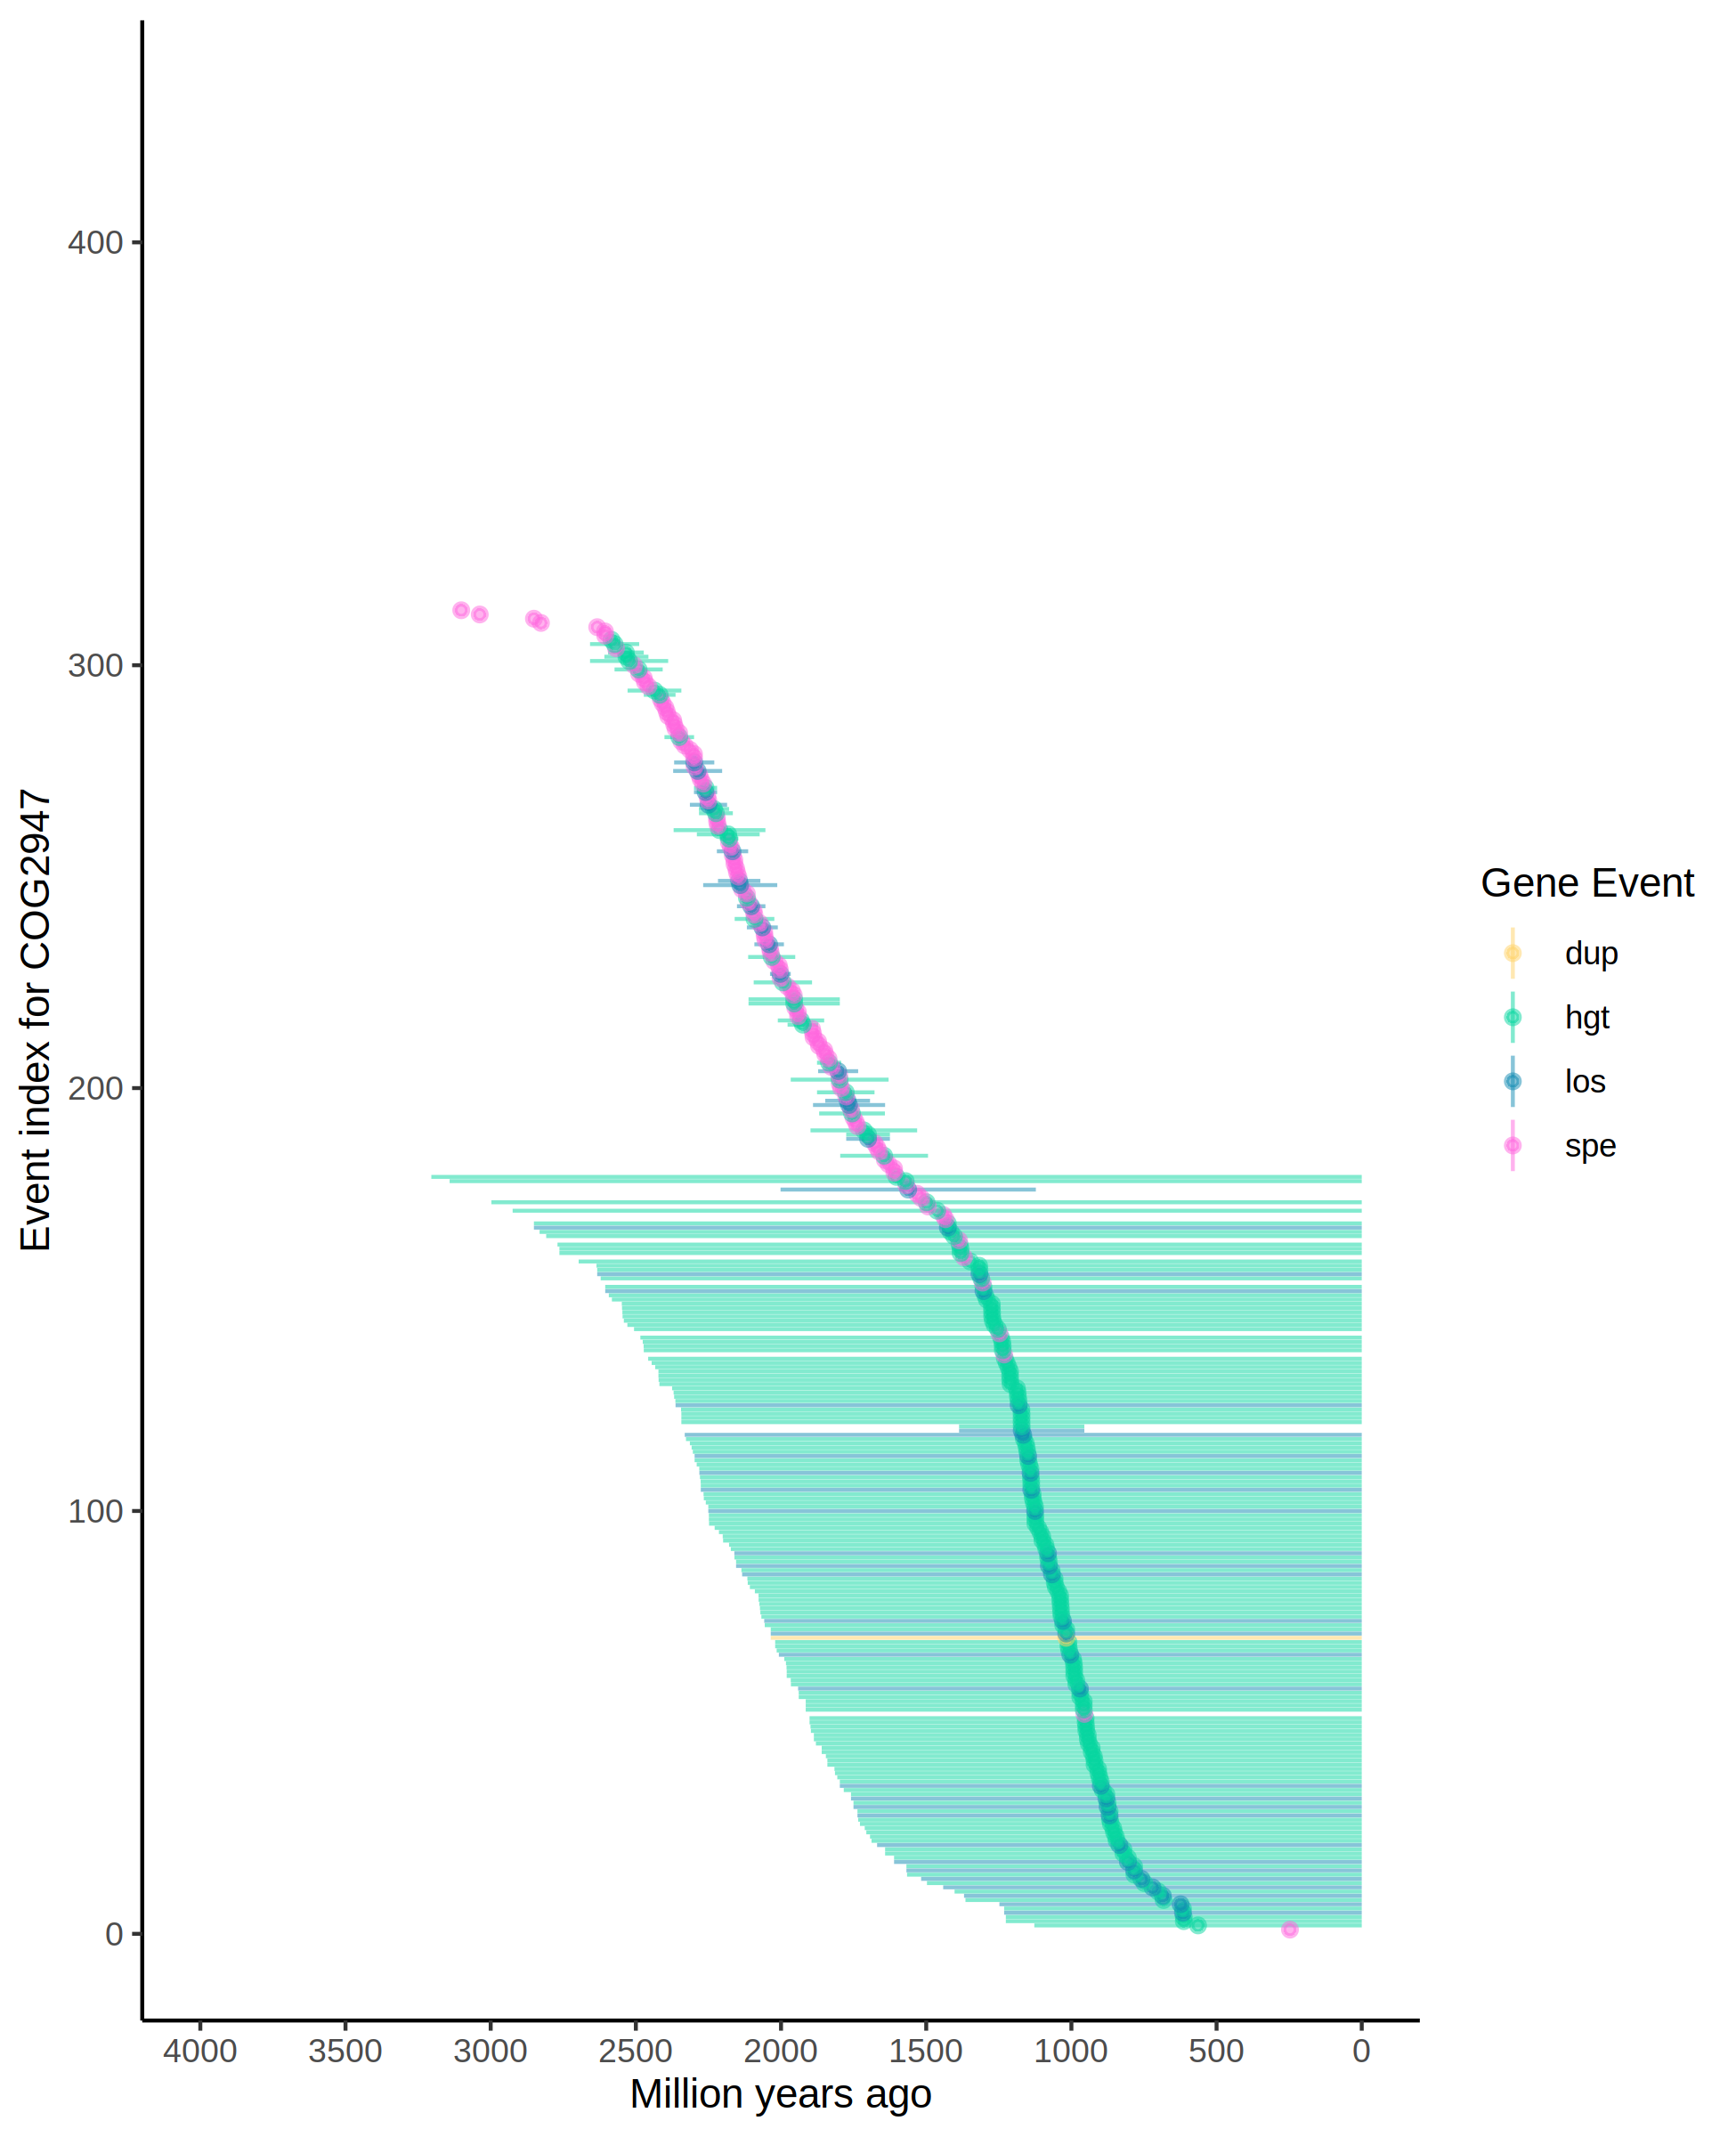 400
300
200
100
0
Event index for COG2947
4000 3500 3000 2500 2000 1500 1000 500 0
Million years ago
Gene Event
dup
hgt
los
spe